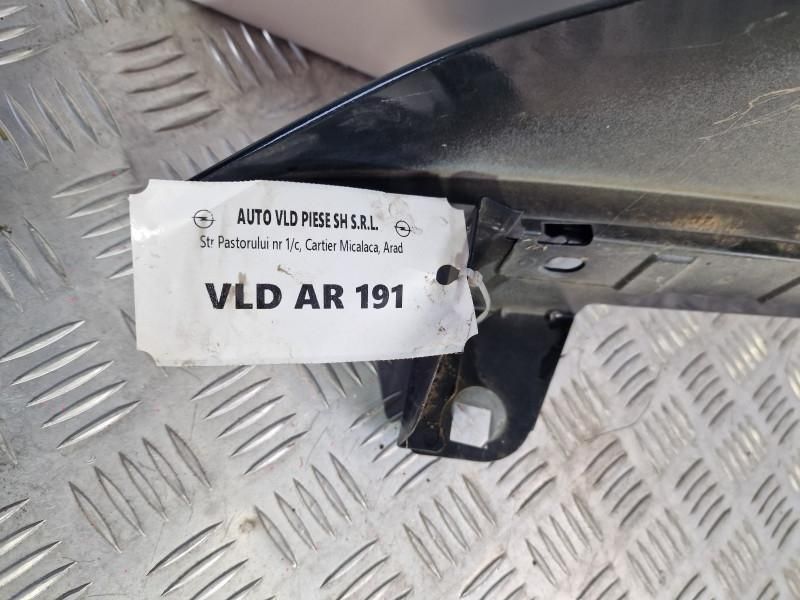 AUTO VLD PIESE SH S.R.L.
Str Pastorului nr 1/c, Cartier Micalaca, Arad
VLD AR 191